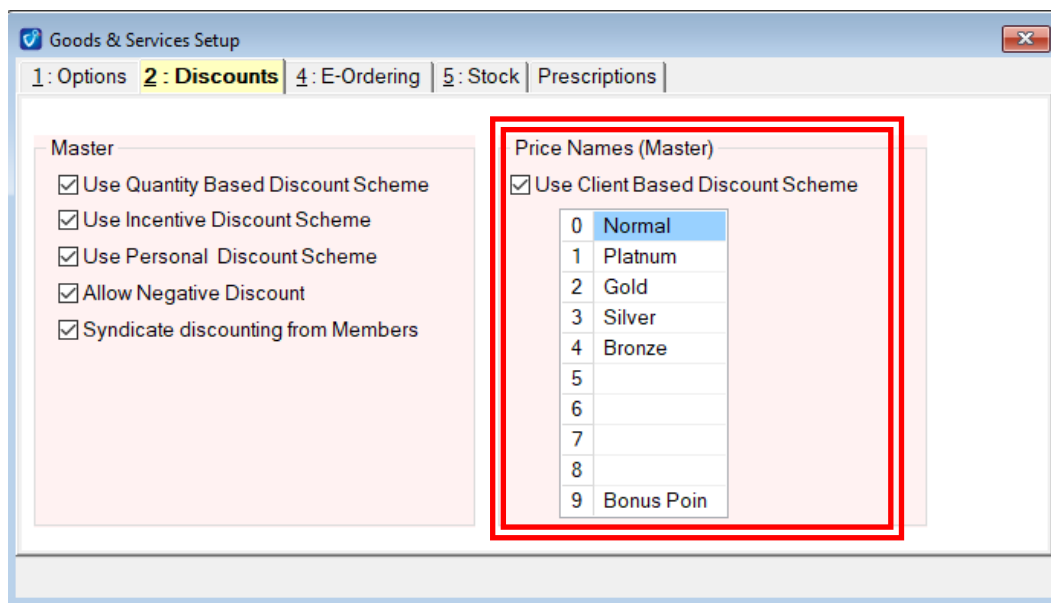 Goods & Services Setup
1 : Options 2 : Discounts 4 : E-Ordering 5 : Stock Prescriptions
Master
Use Quantity Based Discount Scheme
Use Incentive Discount Scheme
Use Personal Discount Scheme
Allow Negative Discount
Syndicate discounting from Members
Price Names (Master)
Use Client Based Discount Scheme
0 Normal
1 Platnum
2 Gold
3 Silver
4 Bronze
5
6
7
8
9 Bonus Poin